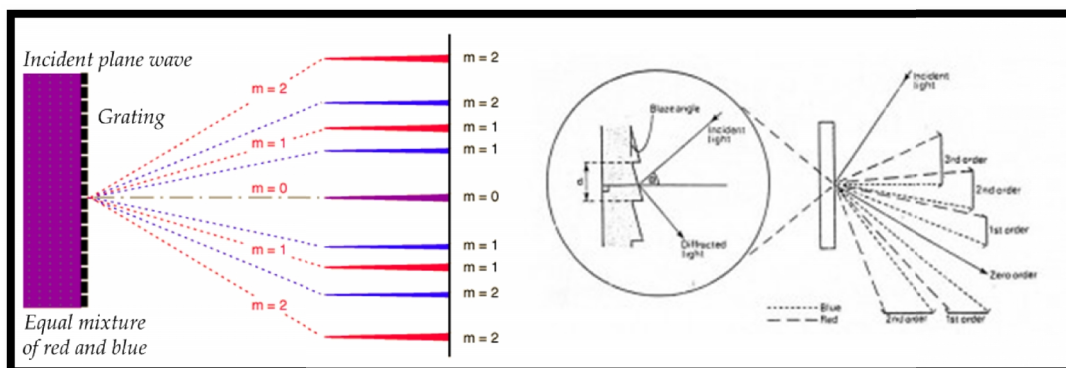 Incident plane wave
Grating
m = 2
m = 1
m=0
m = 1
m = 2
Equal mixture
of red and blue
m = 2
m = 2
m = 1
m = 1
m = 0
m = 1
m = 1
m = 2
m = 2
Blaze angle
Incident
light
d
Diffracted
light
Incident
light
3rd order
2nd order
1st order
Zero order
Blue
Red
2nd order
1st order